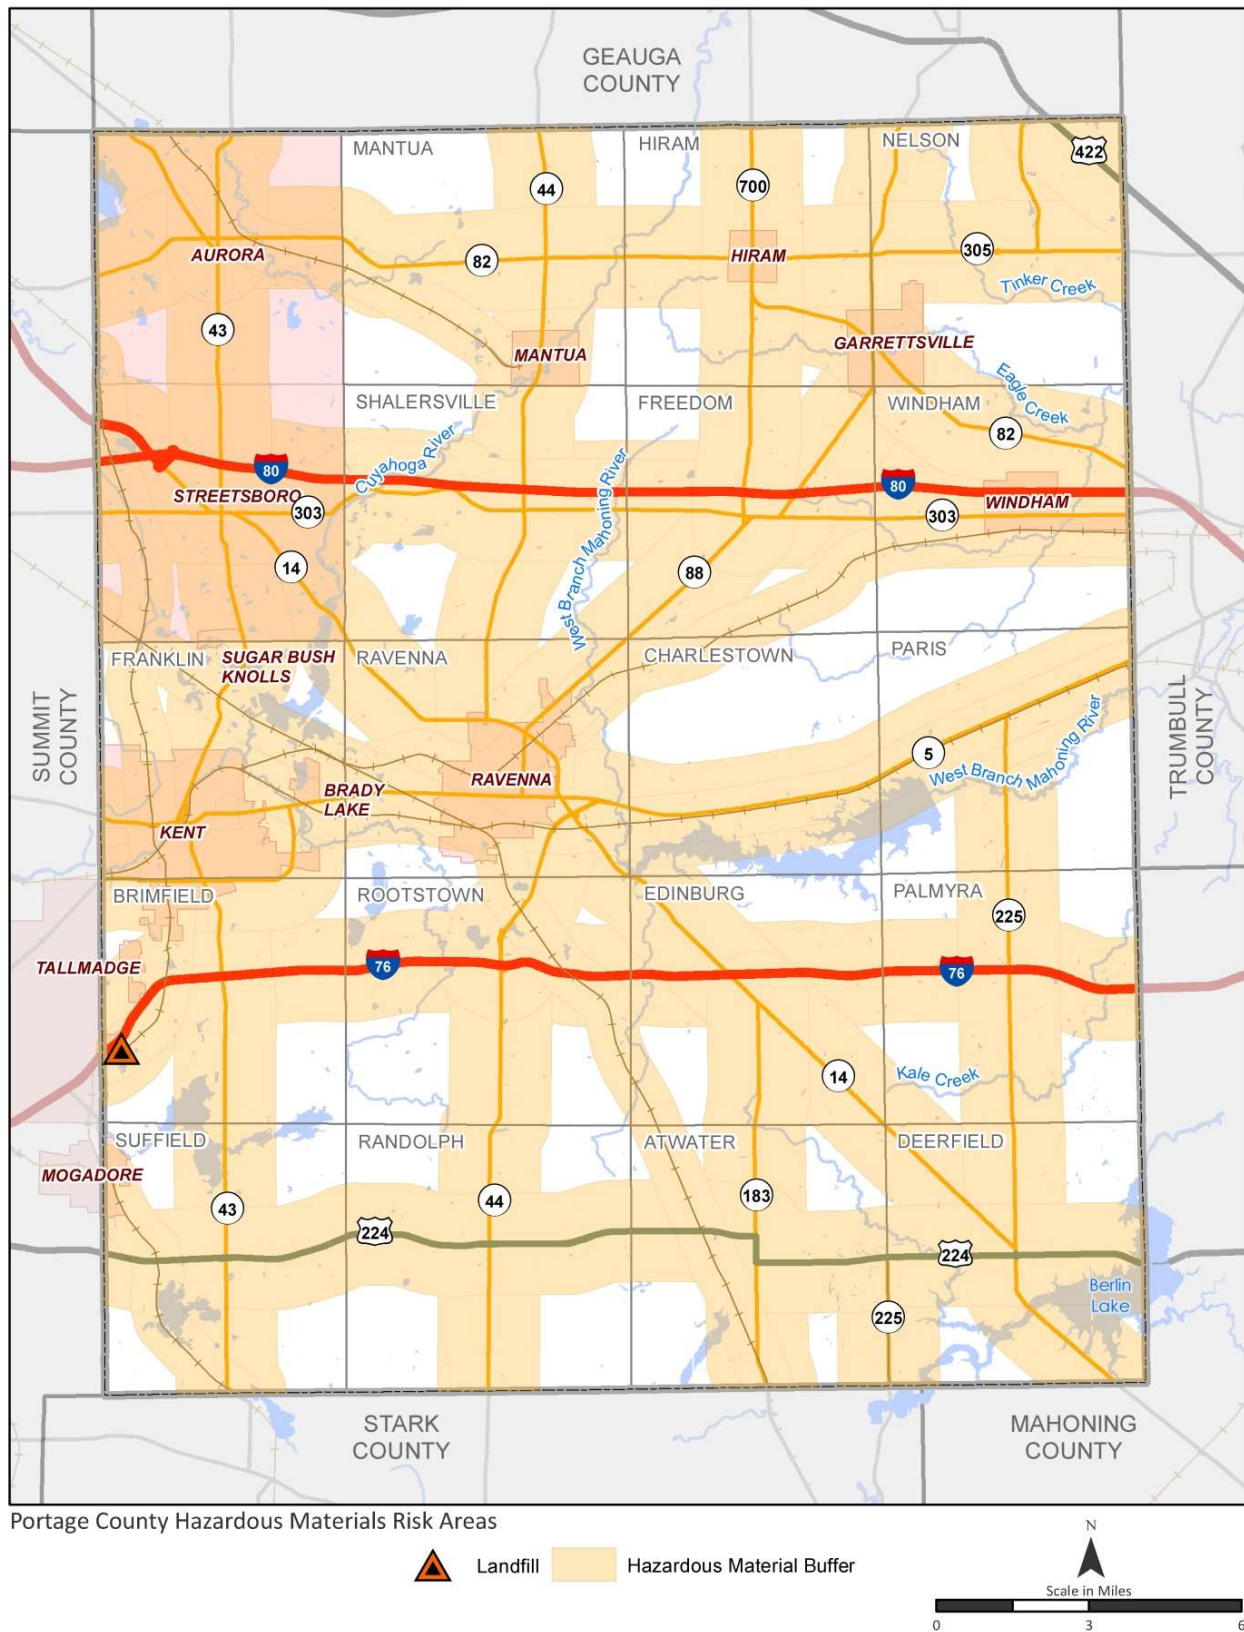 GEAUGA
COUNTY
MANTUA
HIRAM
NELSON
422
44
700
AURORA
82
HIRAM
305
Tinker Creek
43
MANTUA
GARRETTSVILLE
Eagle Creek
SHALERSVILLE
FREEDOM
WINDHAM
82
Cuyahoga River
80
80
STREETSBORO
303
303
WINDHAM
West Branch Mahoning River
14
88
FRANKLIN
SUGAR BUSH
KNOLLS
RAVENNA
CHARLESTOWN
PARIS
SUMMIT
COUNTY
TRUMBULL
COUNTY
5
West Branch Mahoning River
RAVENNA
BRADY
LAKE
KENT
BRIMFIELD
ROOTSTOWN
EDINBURG
PALMYRA
225
TALLMADGE
76
76
14
Kale Creek
SUFFIELD
RANDOLPH
ATWATER
DEERFIELD
MOGADORE
43
44
183
224
224
Berlin
Lake
225
STARK
COUNTY
MAHONING
COUNTY
Portage County Hazardous Materials Risk Areas
Landfill
Hazardous Material Buffer
N
Scale in Miles
0 3 6